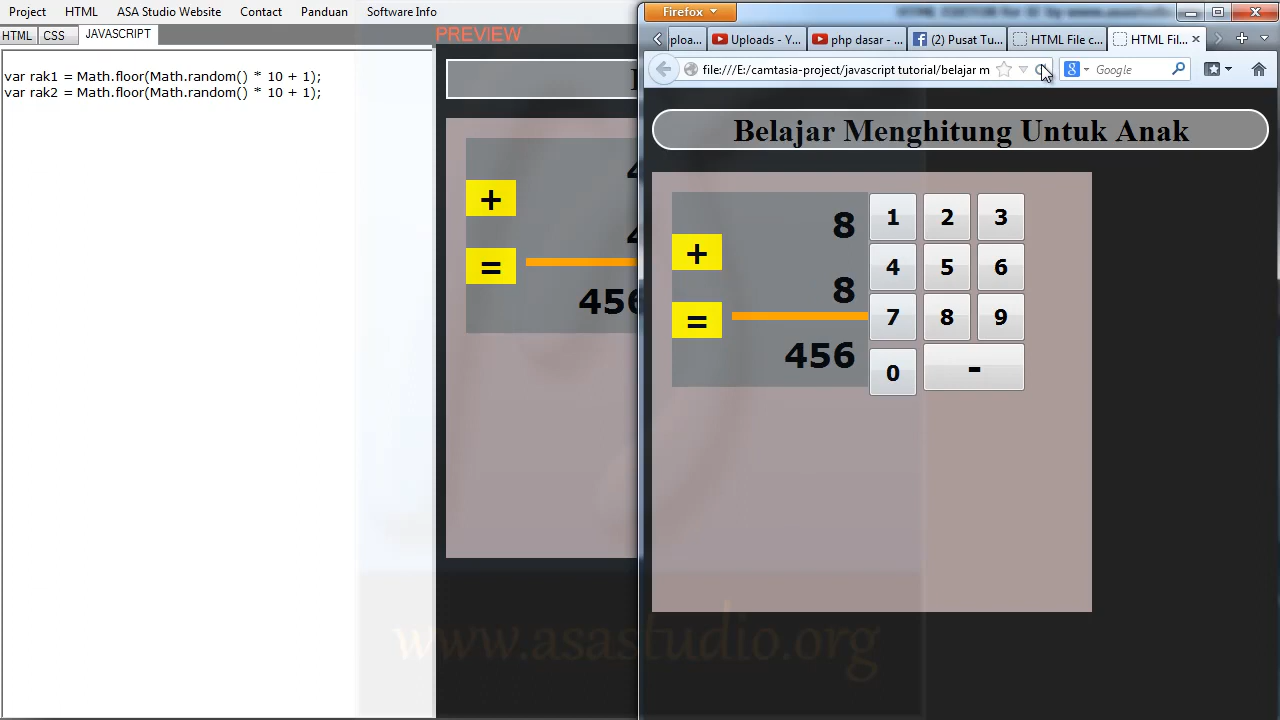 Project HTML ASA Studio Website Contact Panduan Software Info
HTML CSS JAVASCRIPT
var rak1 = Math.floor(Math.random() * 10 + 1);
var rak2 = Math.floor(Math.random() * 10 + 1);
PREVIEW
+
=
456
Firefox
ploa...
Uploads - Y...
php dasar - ...
(2) Pusat Tu...
HTML File c...
HTML Fil...
file:///E:/camtasia-project/javascript tutorial/belajar m
Google
Belajar Menghitung Untuk Anak
8
+
8
=
456
1 2 3
4 5 6
7 8 9
0 -
www.asastudio.org